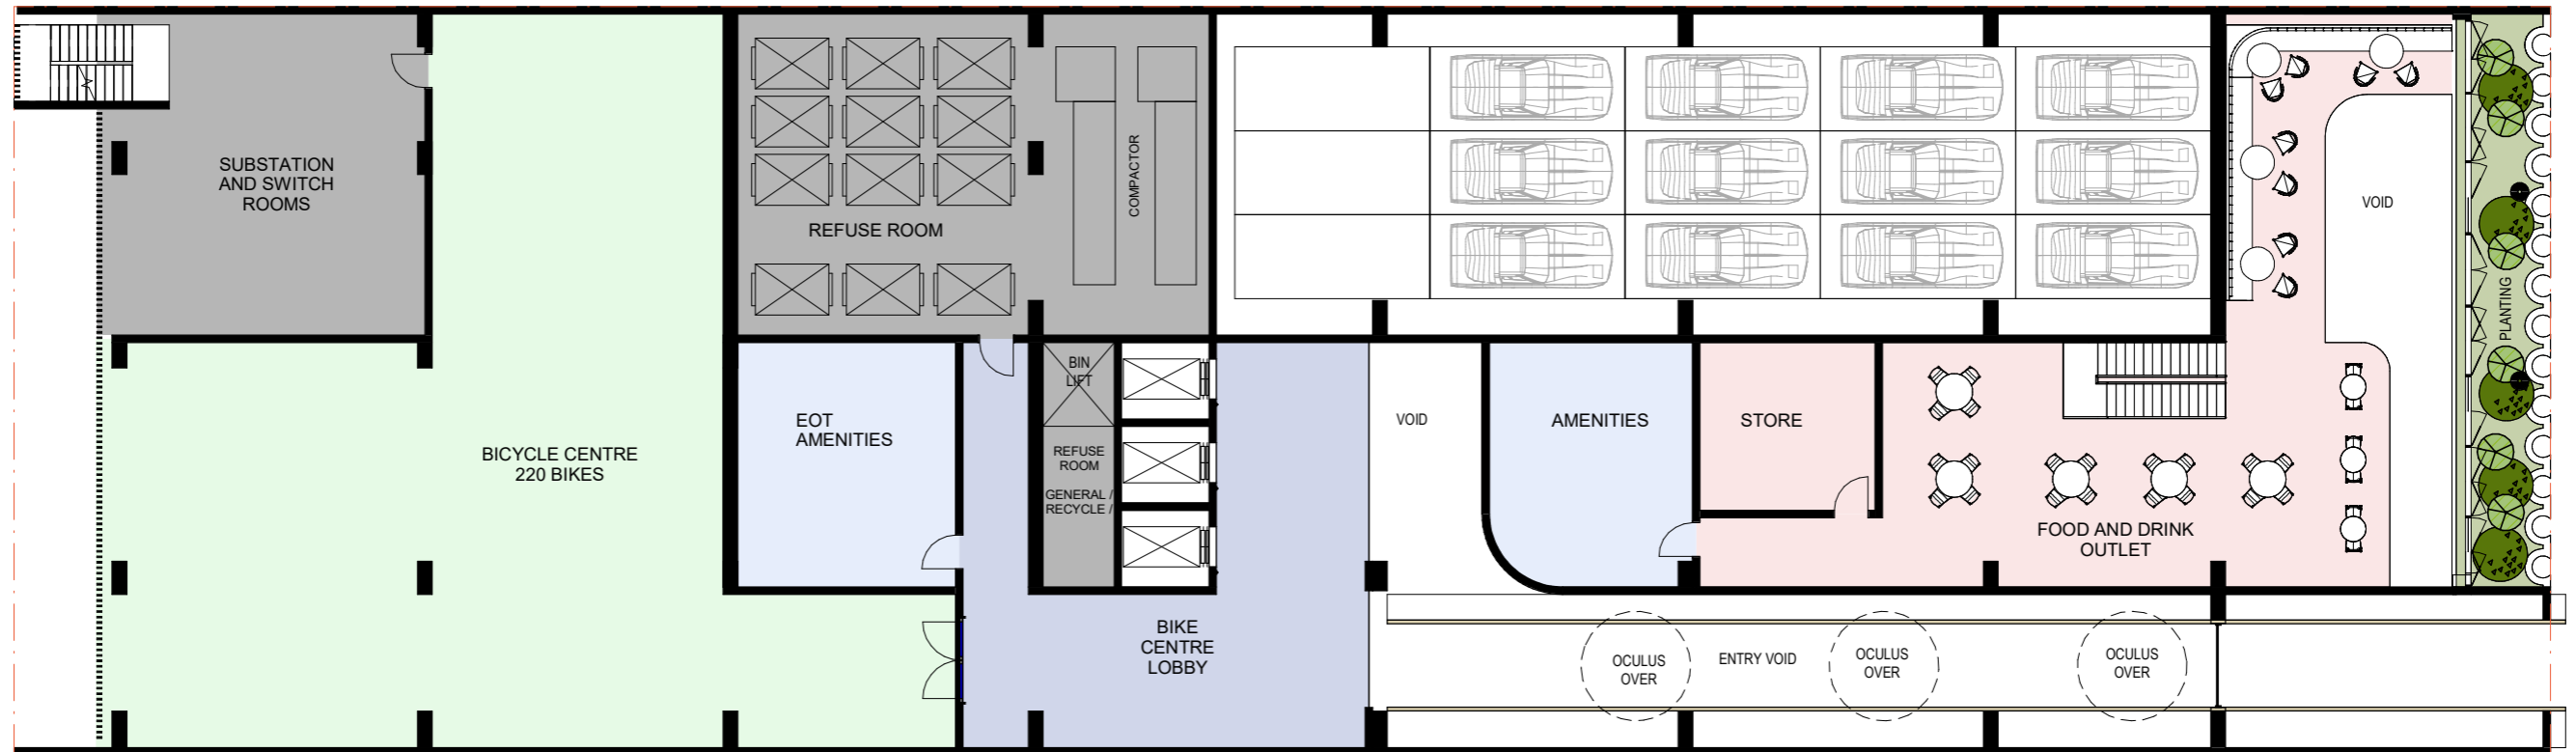 SUBSTATION
AND SWITCH
ROOMS
REFUSE ROOM
COMPACTOR
VOID
PLANTING
BICYCLE CENTRE
220 BIKES
EOT
AMENITIES
BIN
LIFT
REFUSE
ROOM
GENERAL /
RECYCLE /
VOID
AMENITIES
STORE
FOOD AND DRINK
OUTLET
BIKE
CENTRE
LOBBY
OCULUS
OVER
ENTRY VOID
OCULUS
OVER
OCULUS
OVER